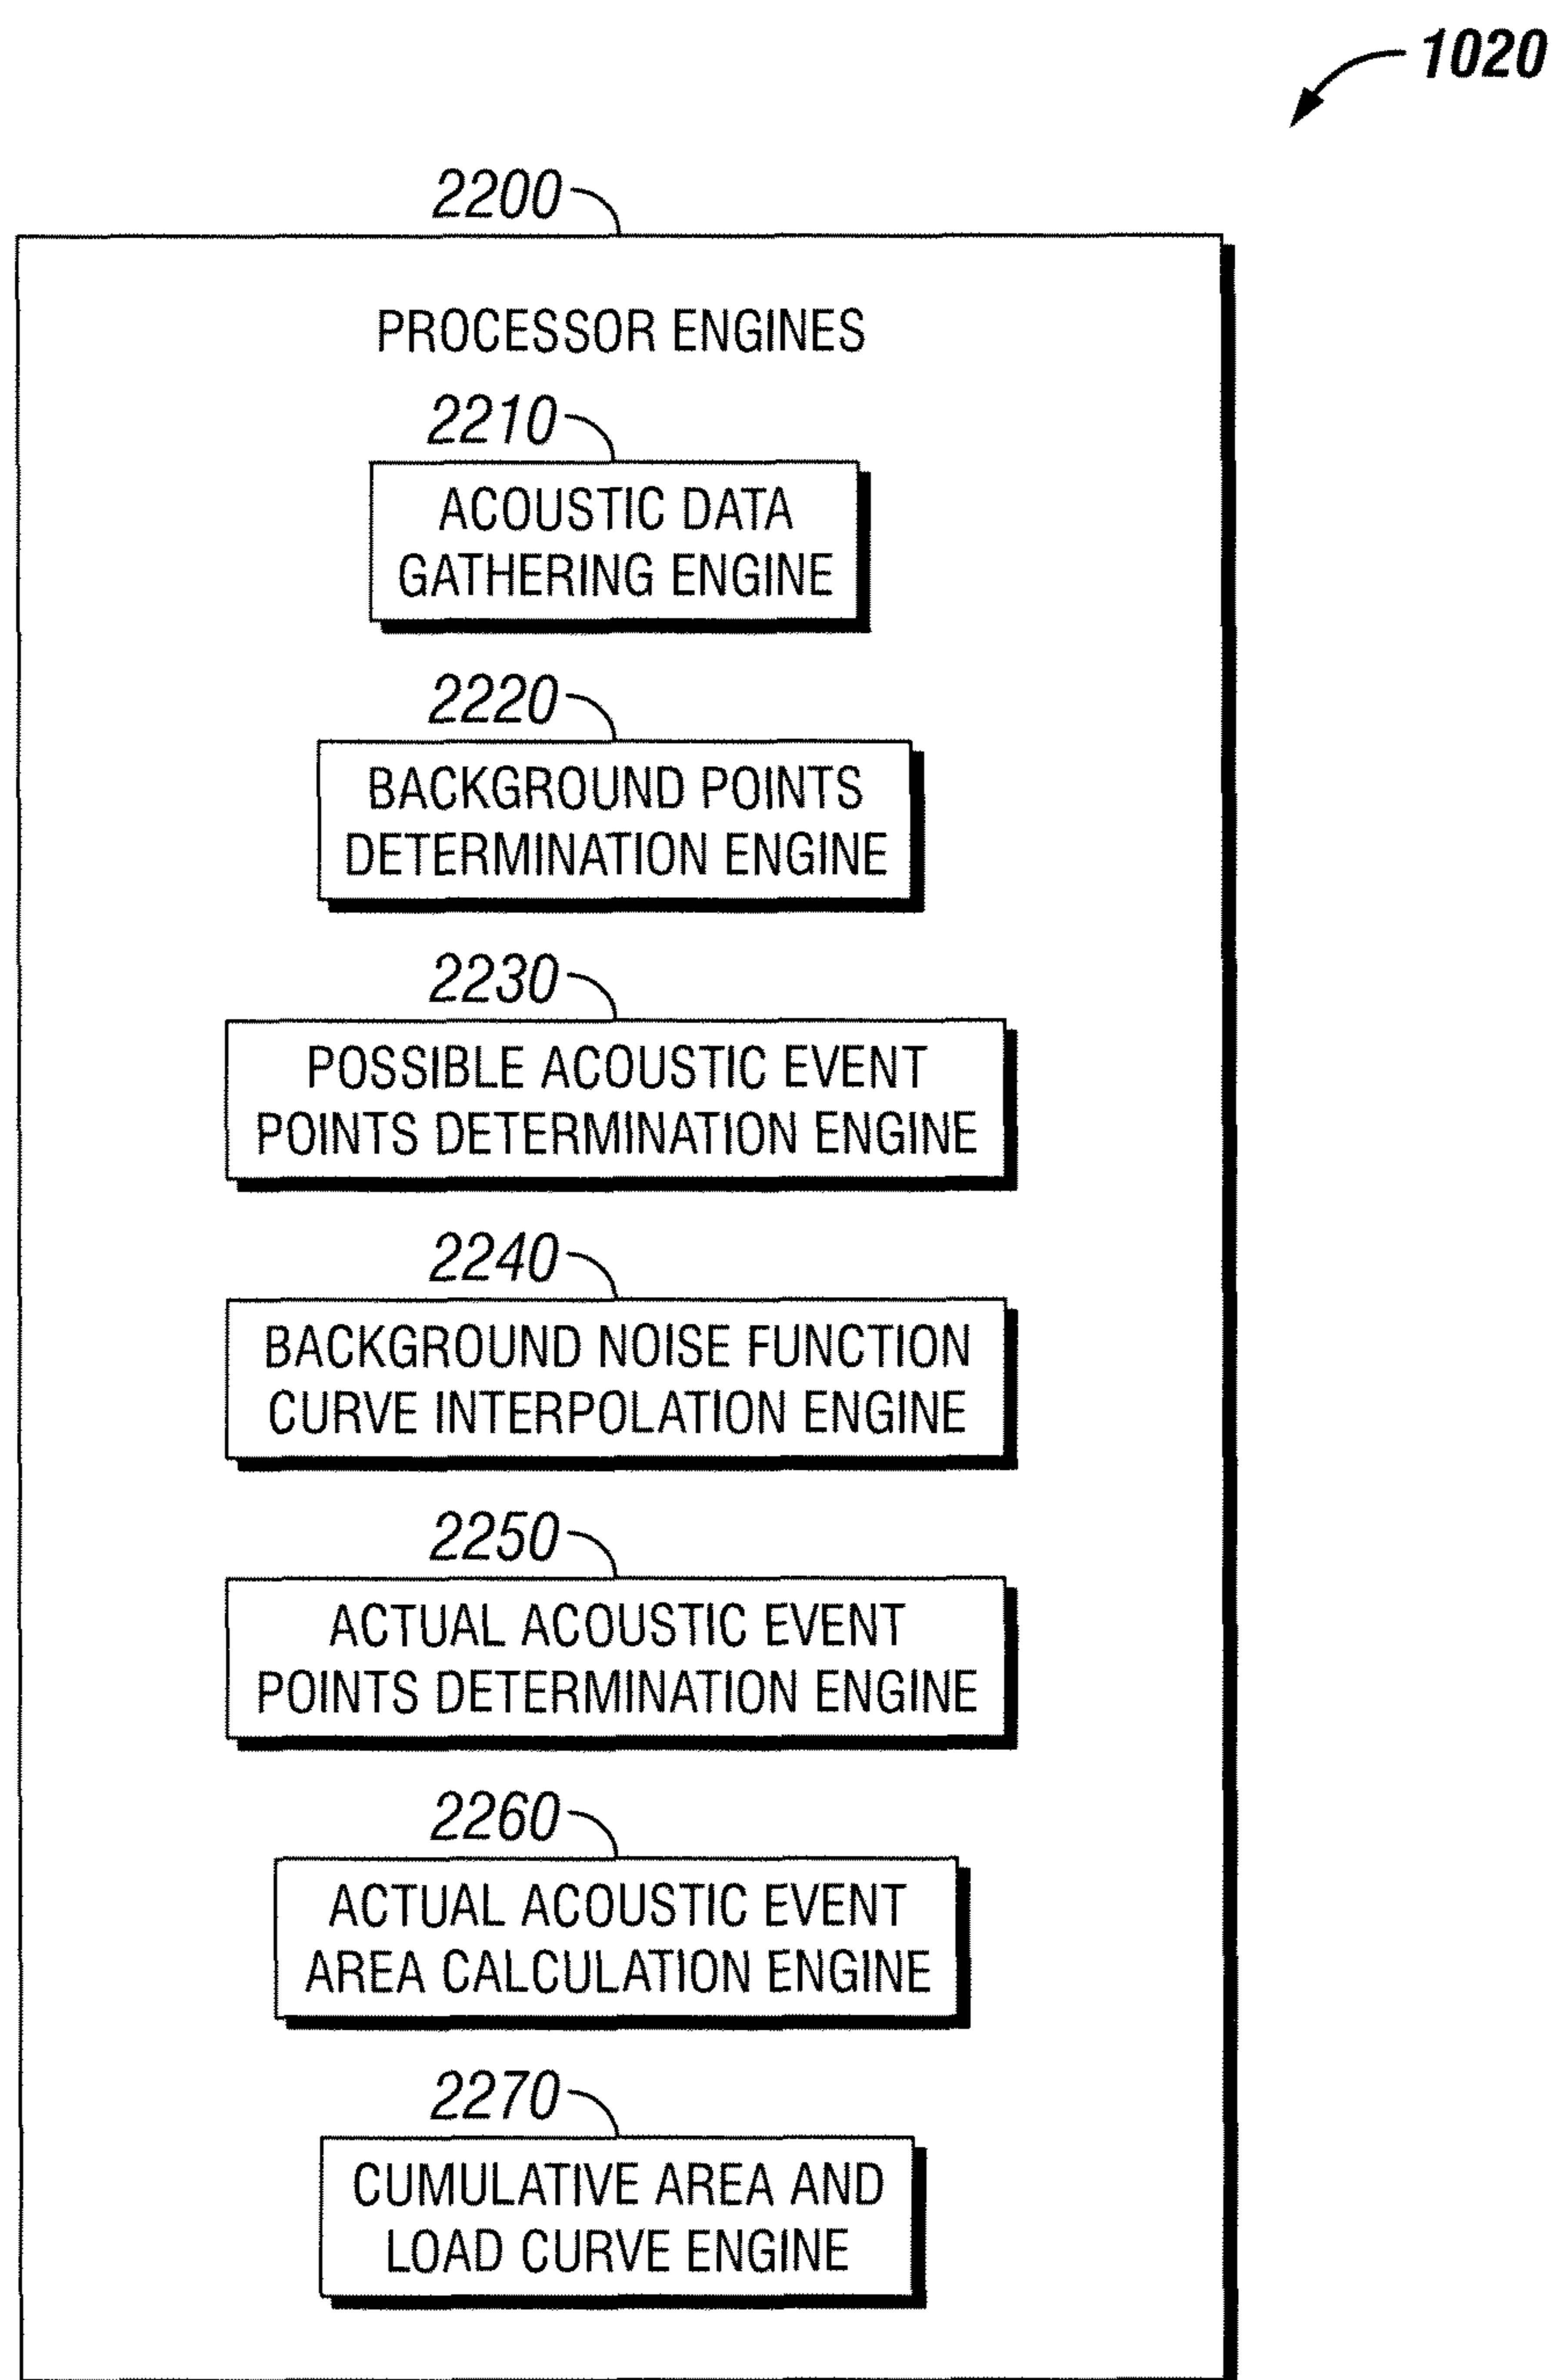 1020
2200
PROCESSOR ENGINES
2210
ACOUSTIC DATA
GATHERING ENGINE
2220
BACKGROUND POINTS
DETERMINATION ENGINE
2230
POSSIBLE ACOUSTIC EVENT
POINTS DETERMINATION ENGINE
2240
BACKGROUND NOISE FUNCTION
CURVE INTERPOLATION ENGINE
2250
ACTUAL ACOUSTIC EVENT
POINTS DETERMINATION ENGINE
2260
ACTUAL ACOUSTIC EVENT
AREA CALCULATION ENGINE
2270
CUMULATIVE AREA AND
LOAD CURVE ENGINE